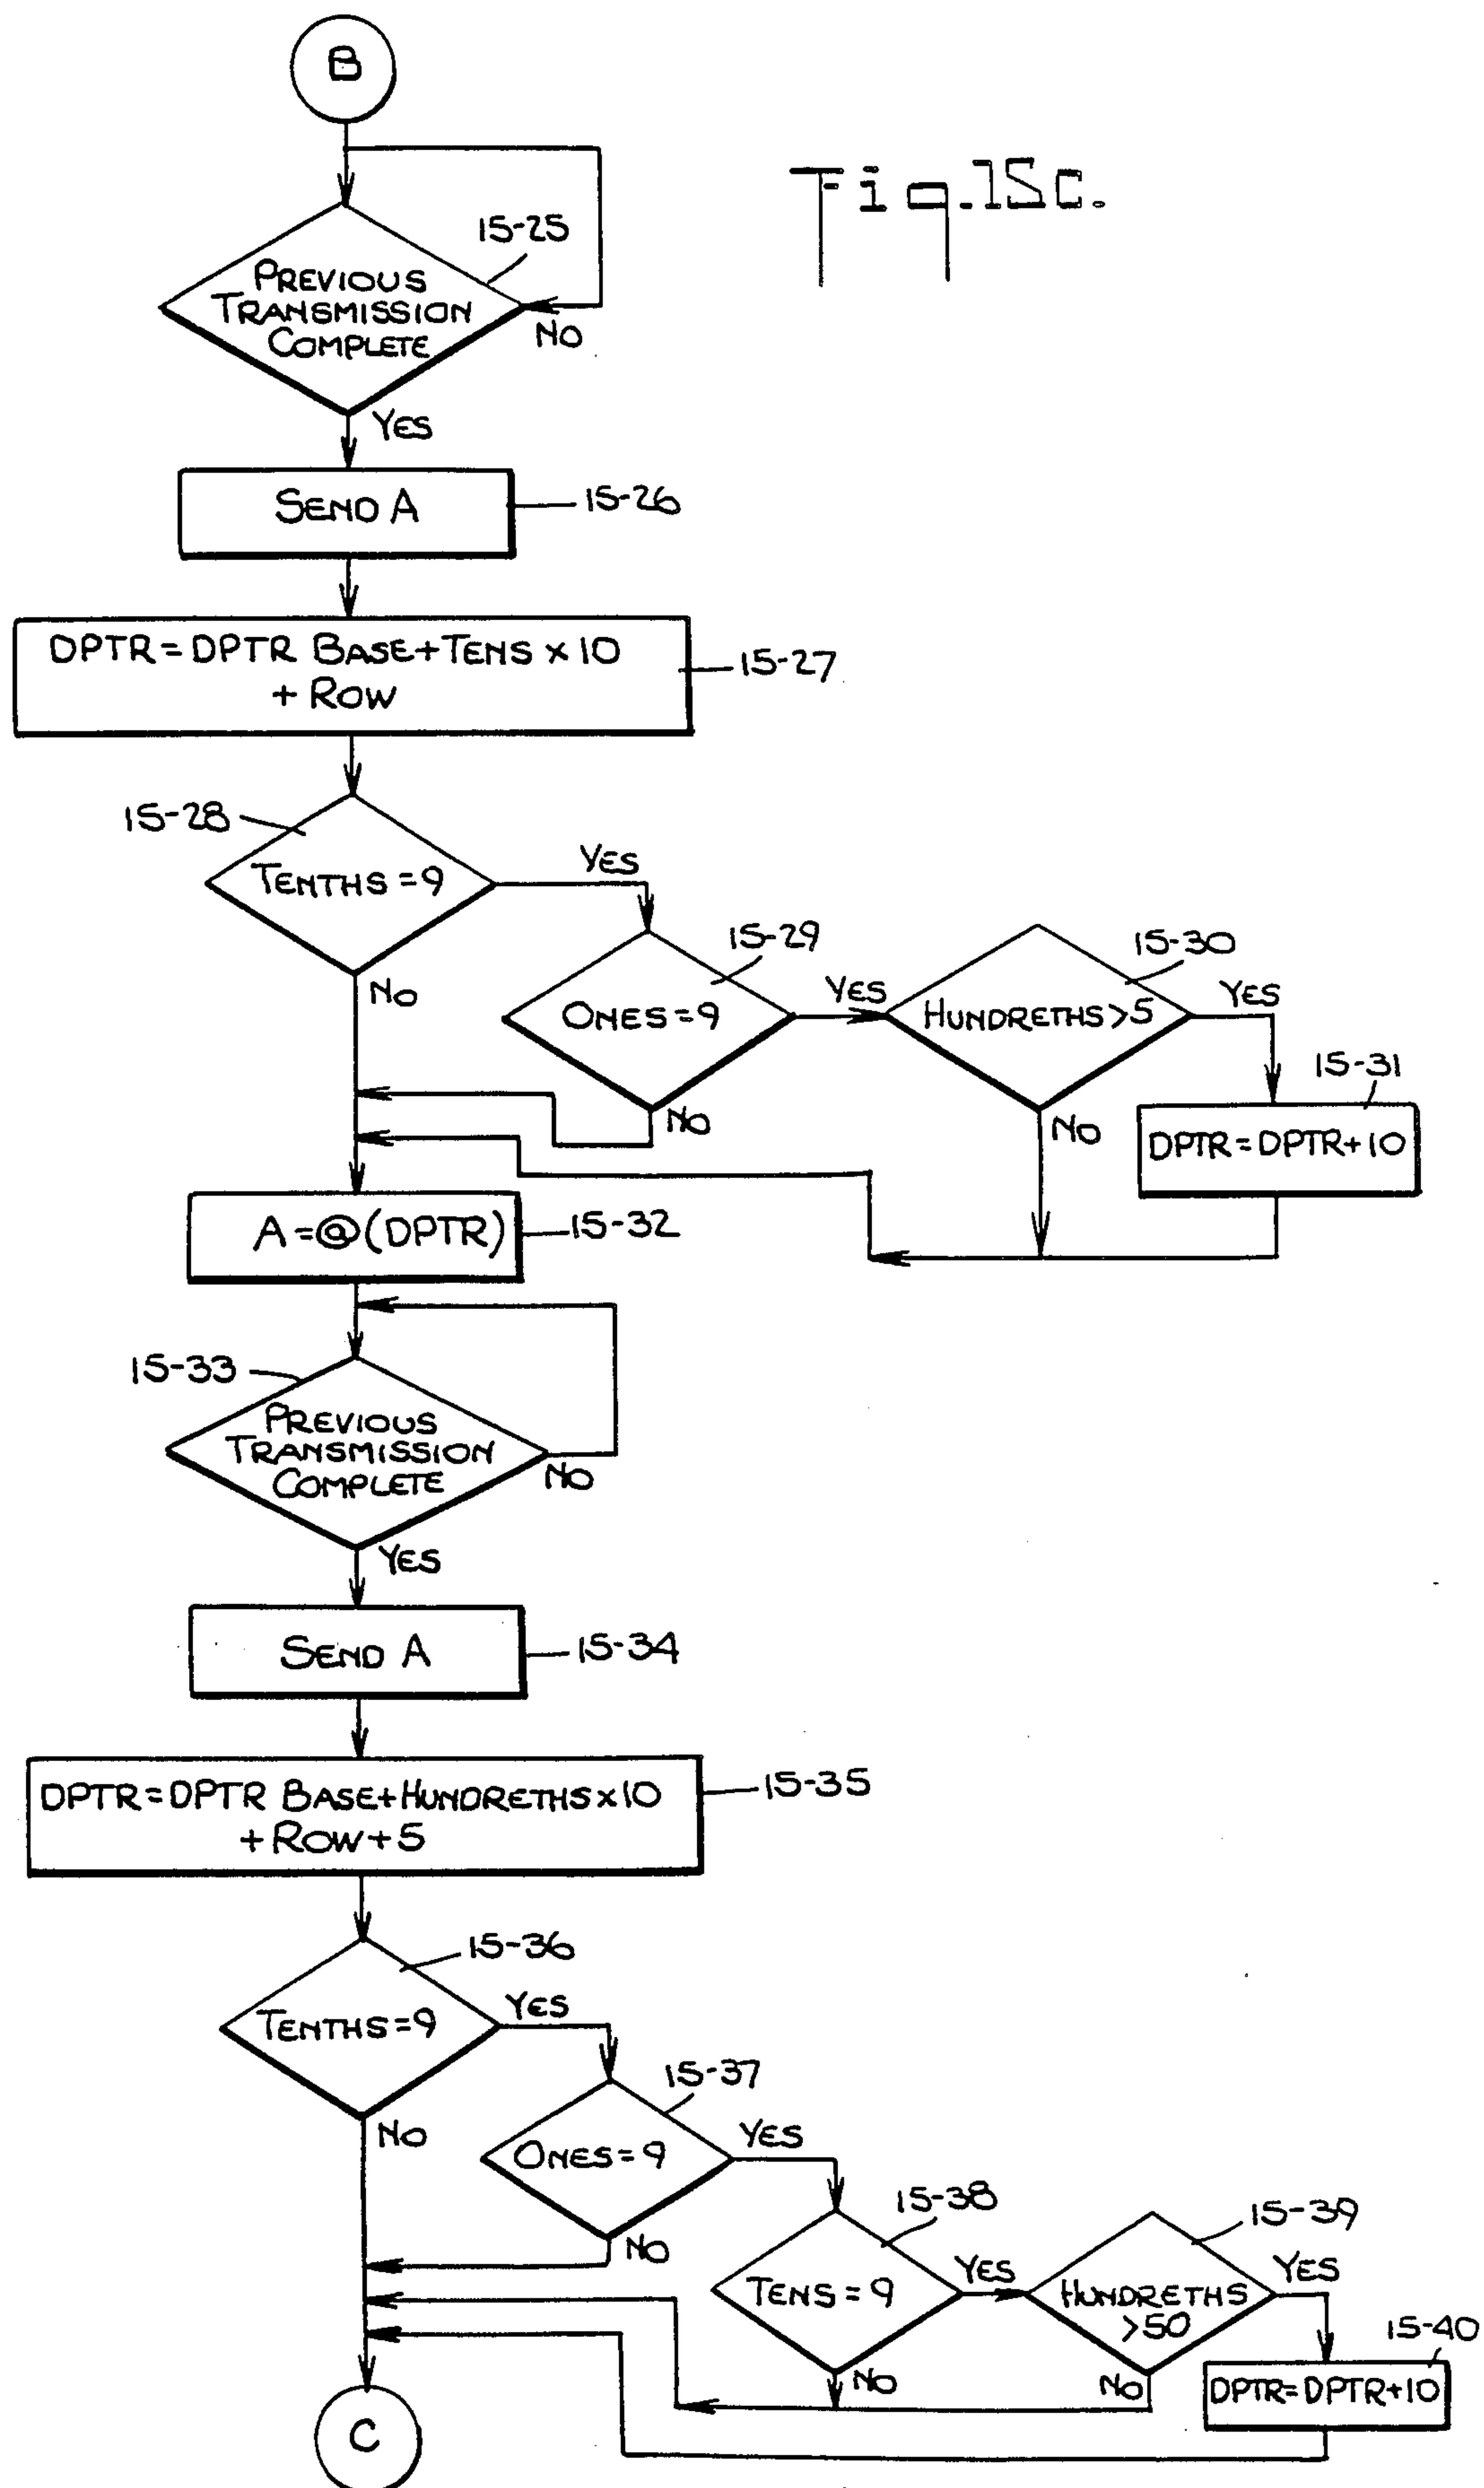 B
Fig.15c.
15-25
PREVIOUS
TRANSMISSION
COMPLETE
NO
YES
SEND A
15-26
DPTR=DPTR BASE+TENS x 10
+ ROW
15-27
15-28
TENTHS=9
YES
NO
15-29
ONES=9
YES
NO
15-30
HUNDRETHS>5
YES
NO
15-31
DPTR=DPTR+10
A=@(DPTR)
15-32
15-33
PREVIOUS
TRANSMISSION
COMPLETE
NO
YES
SEND A
15-34
DPTR=DPTR BASE+HUNDRETHS x 10
+ROW+5
15-35
15-36
TENTHS=9
YES
NO
15-37
ONES=9
YES
NO
15-38
TENS=9
YES
NO
15-39
HUNDRETHS
>50
YES
NO
15-40
DPTR=DPTR+10
C